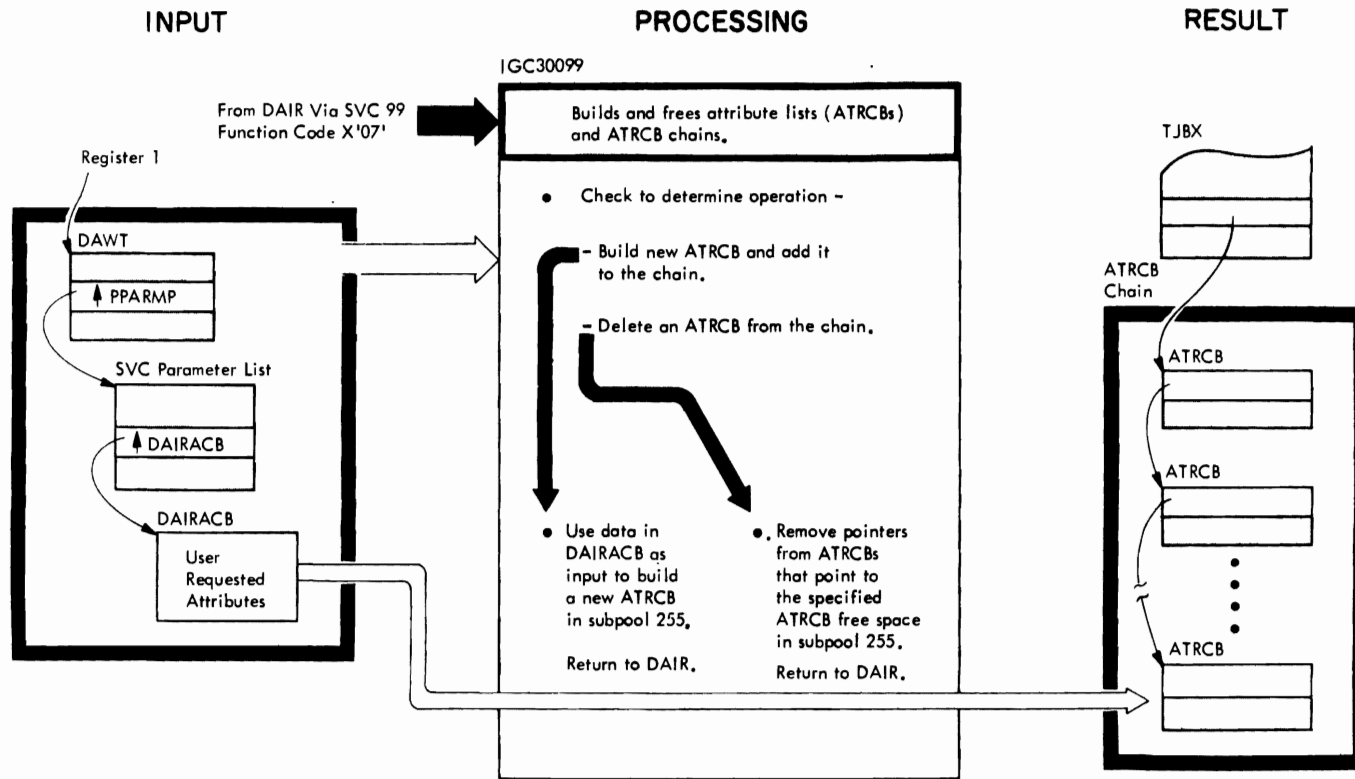 INPUT
PROCESSING
RESULT
IGC30099
From DAIR Via SVC 99
Function Code X'07'
Builds and frees attribute lists (ATRCBs)
and ATRCB chains.
Register 1
DAWT
PPARMP
SVC Parameter List
DAIRACB
DAIRACB
User
Requested
Attributes
• Check to determine operation –
– Build new ATRCB and add it
to the chain.
– Delete an ATRCB from the chain.
• Use data in
DAIRACB as
input to build
a new ATRCB
in subpool 255.
Return to DAIR.
•. Remove pointers
from ATRCBs
that point to
the specified
ATRCB free space
in subpool 255.
Return to DAIR.
TJBX
ATRCB
Chain
ATRCB
ATRCB
ATRCB